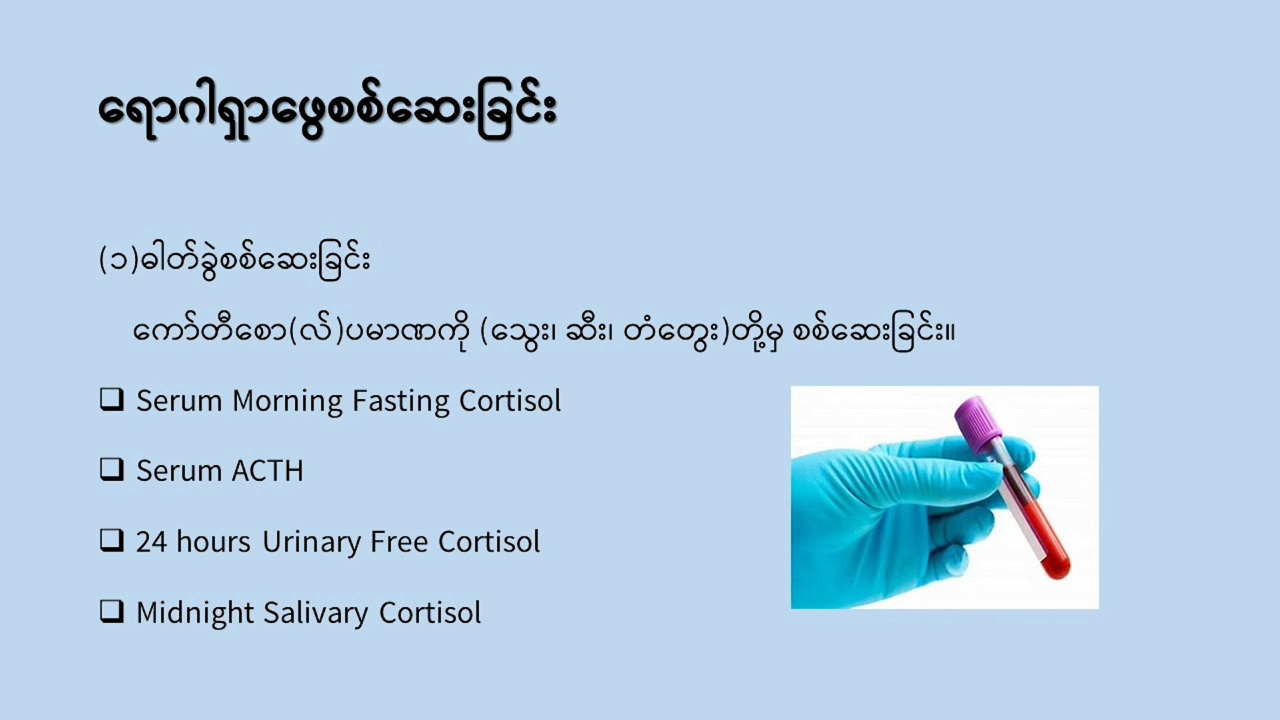 ရောဂါရှာဖွေစစ်ဆေးခြင်း
(၁)ဓါတ်ခွဲစစ်ဆေးခြင်း
ကော်တီစော(လ်)ပမာဏကို (သွေး၊ ဆီး၊ တံတွေး)တို့မှ စစ်ဆေးခြင်း။
❑ Serum Morning Fasting Cortisol
❑ Serum ACTH
❑ 24 hours Urinary Free Cortisol
❑ Midnight Salivary Cortisol